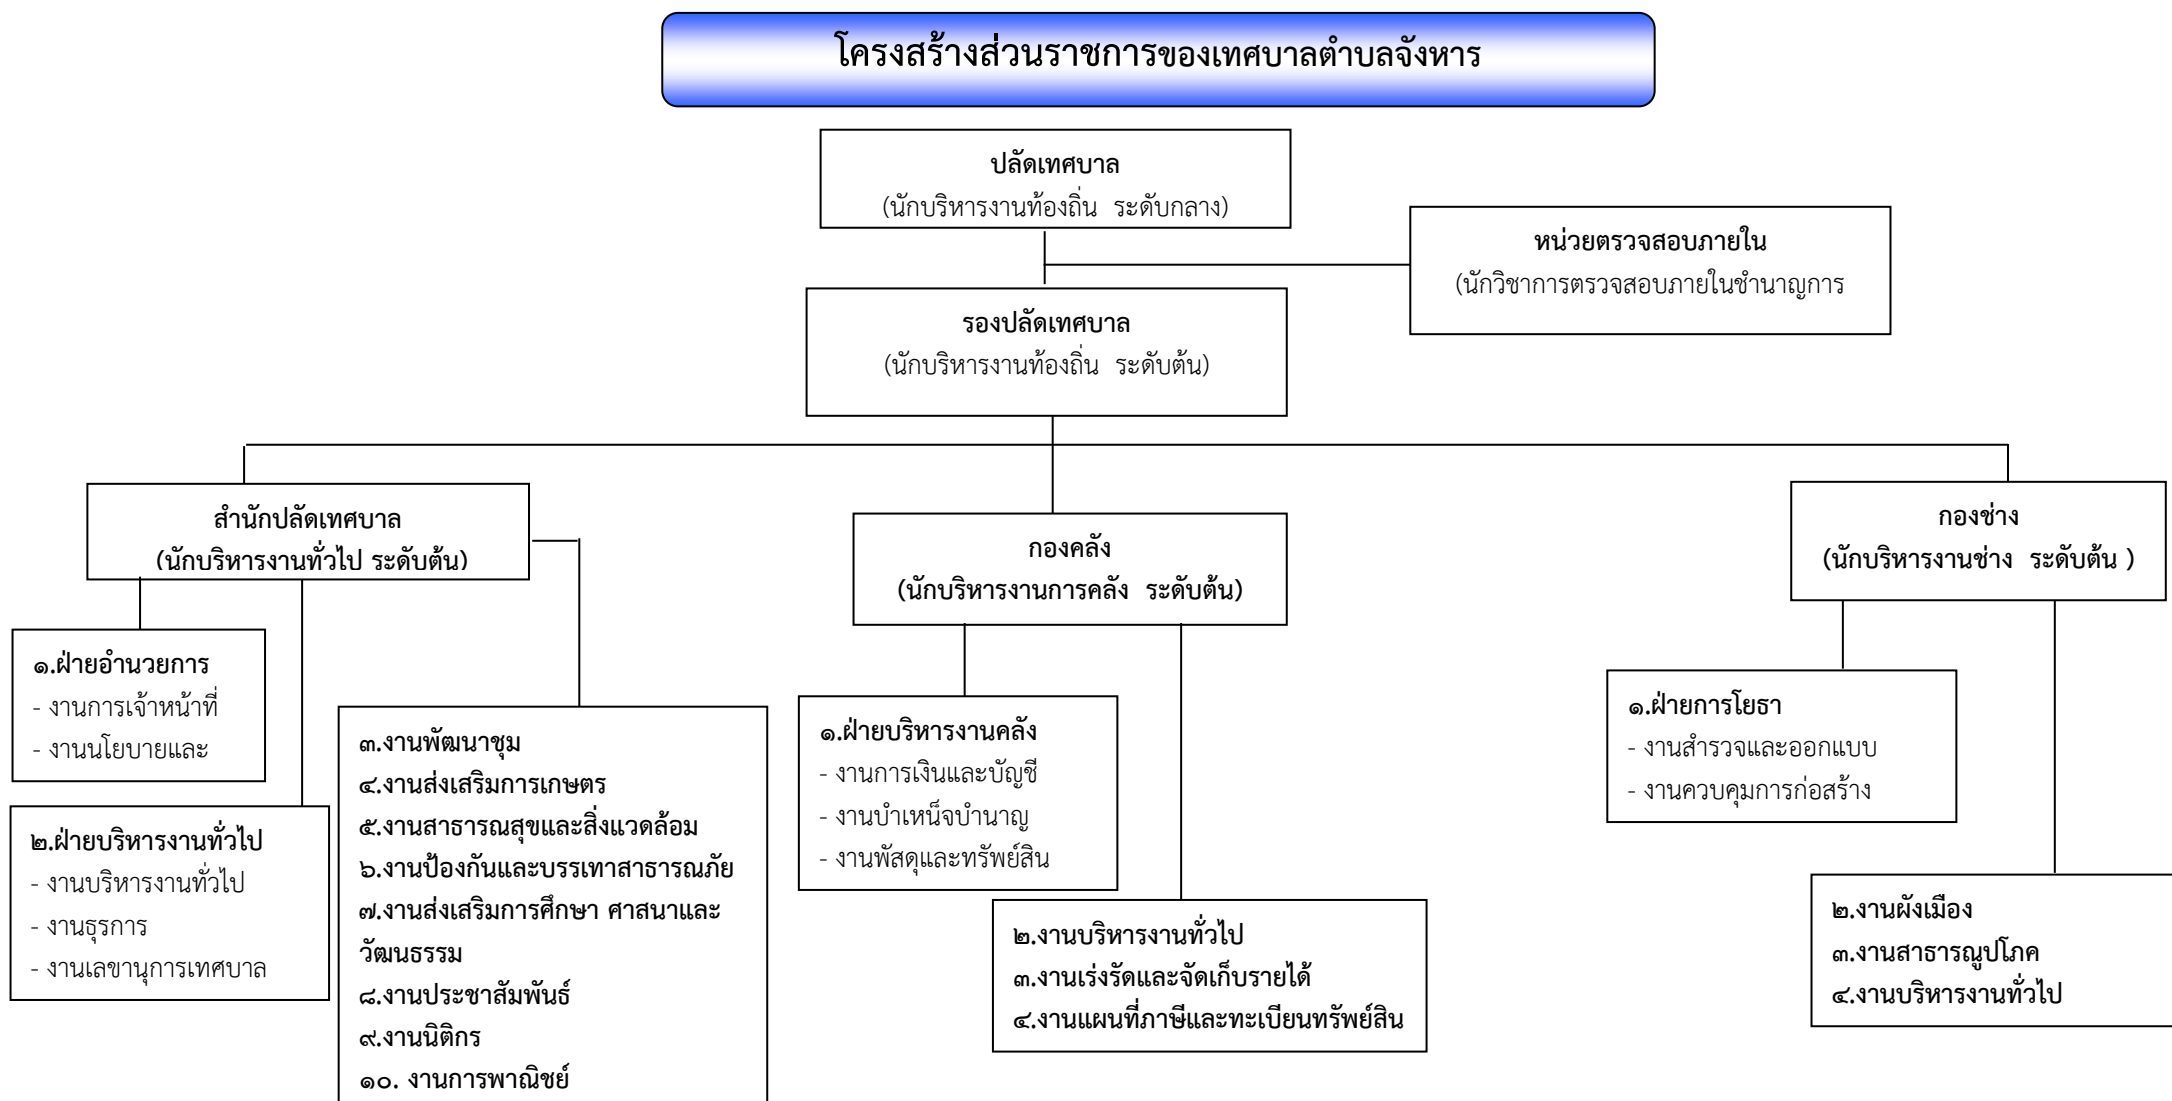 โครงสร้างส่วนราชการของเทศบาลตำบลจังหาร
ปลัดเทศบาล
(นักบริหารงานท้องถิ่น ระดับกลาง)
หน่วยตรวจสอบภายใน
(นักวิชาการตรวจสอบภายในชำนาญการ
รองปลัดเทศบาล
(นักบริหารงานท้องถิ่น ระดับต้น)
สำนักปลัดเทศบาล
(นักบริหารงานทั่วไป ระดับต้น)
๑.ฝ่ายอำนวยการ
- งานการเจ้าหน้าที่
- งานนโยบายและ
๒.ฝ่ายบริหารงานทั่วไป
- งานบริหารงานทั่วไป
- งานธุรการ
- งานเลขานุการเทศบาล
๓.งานพัฒนาชุม
๔.งานส่งเสริมการเกษตร
๕.งานสาธารณสุขและสิ่งแวดล้อม
๖.งานป้องกันและบรรเทาสาธารณภัย
๗.งานส่งเสริมการศึกษา ศาสนาและ
วัฒนธรรม
๘.งานประชาสัมพันธ์
๙.งานนิติกร
๑๐. งานการพาณิชย์
กองคลัง
(นักบริหารงานการคลัง ระดับต้น)
๑.ฝ่ายบริหารงานคลัง
- งานการเงินและบัญชี
- งานบำเหน็จบำนาญ
- งานพัสดุและทรัพย์สิน
๒.งานบริหารงานทั่วไป
๓.งานเร่งรัดและจัดเก็บรายได้
๔.งานแผนที่ภาษีและทะเบียนทรัพย์สิน
กองช่าง
(นักบริหารงานช่าง ระดับต้น )
๑.ฝ่ายการโยธา
- งานสำรวจและออกแบบ
- งานควบคุมการก่อสร้าง
๒.งานผังเมือง
๓.งานสาธารณูปโภค
๔.งานบริหารงานทั่วไป